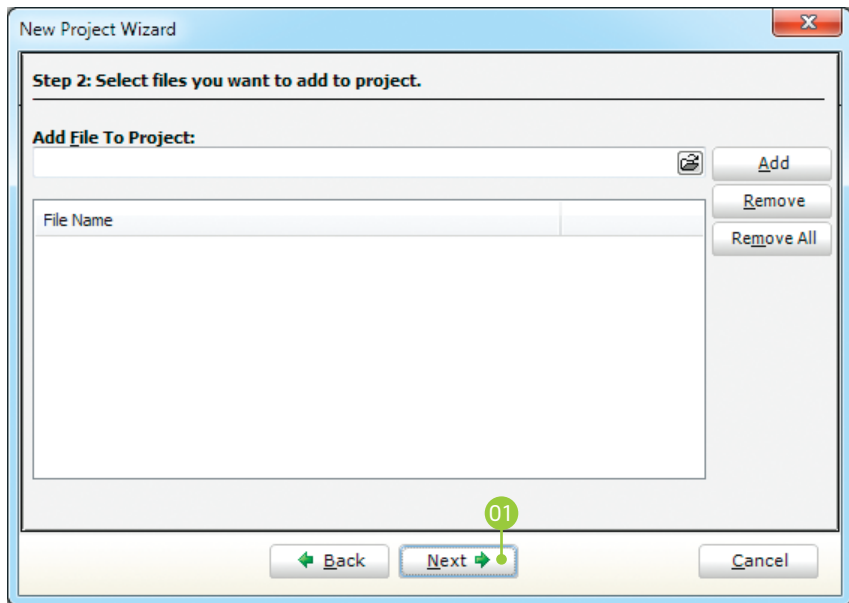 New Project Wizard
Step 2: Select files you want to add to project.
Add File To Project:
Add
Remove
File Name
Remove All
01
Back
Next
Cancel